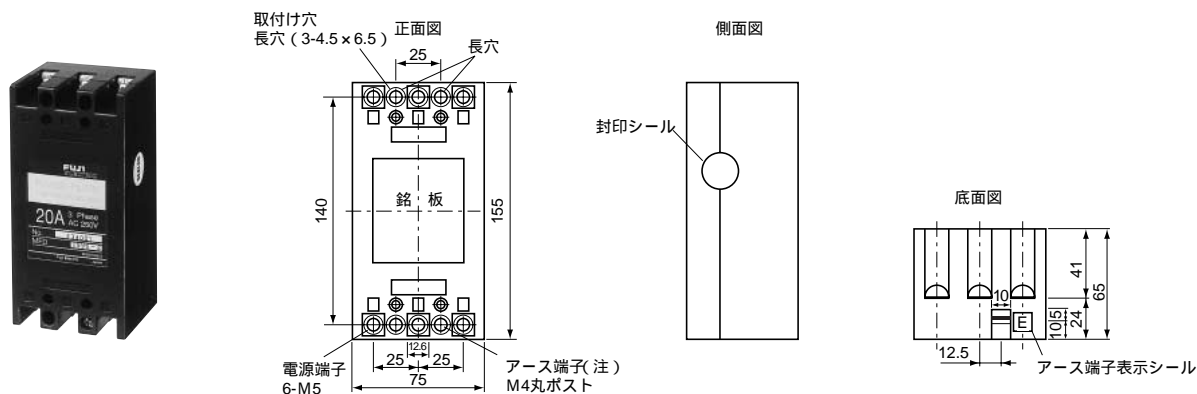 取付け穴
長穴（3-4.5×6.5）
正面図
長穴
25
140
155
銘 板
12.6
25
25
75
電源端子
6-M5
アース端子（注）
M4丸ポスト
側面図
封印シール
底面図
41
65
24
10
5
10
E
12.5
アース端子表示シール
FUJI
20A 3 Phase
AC 250V
No.
MFD